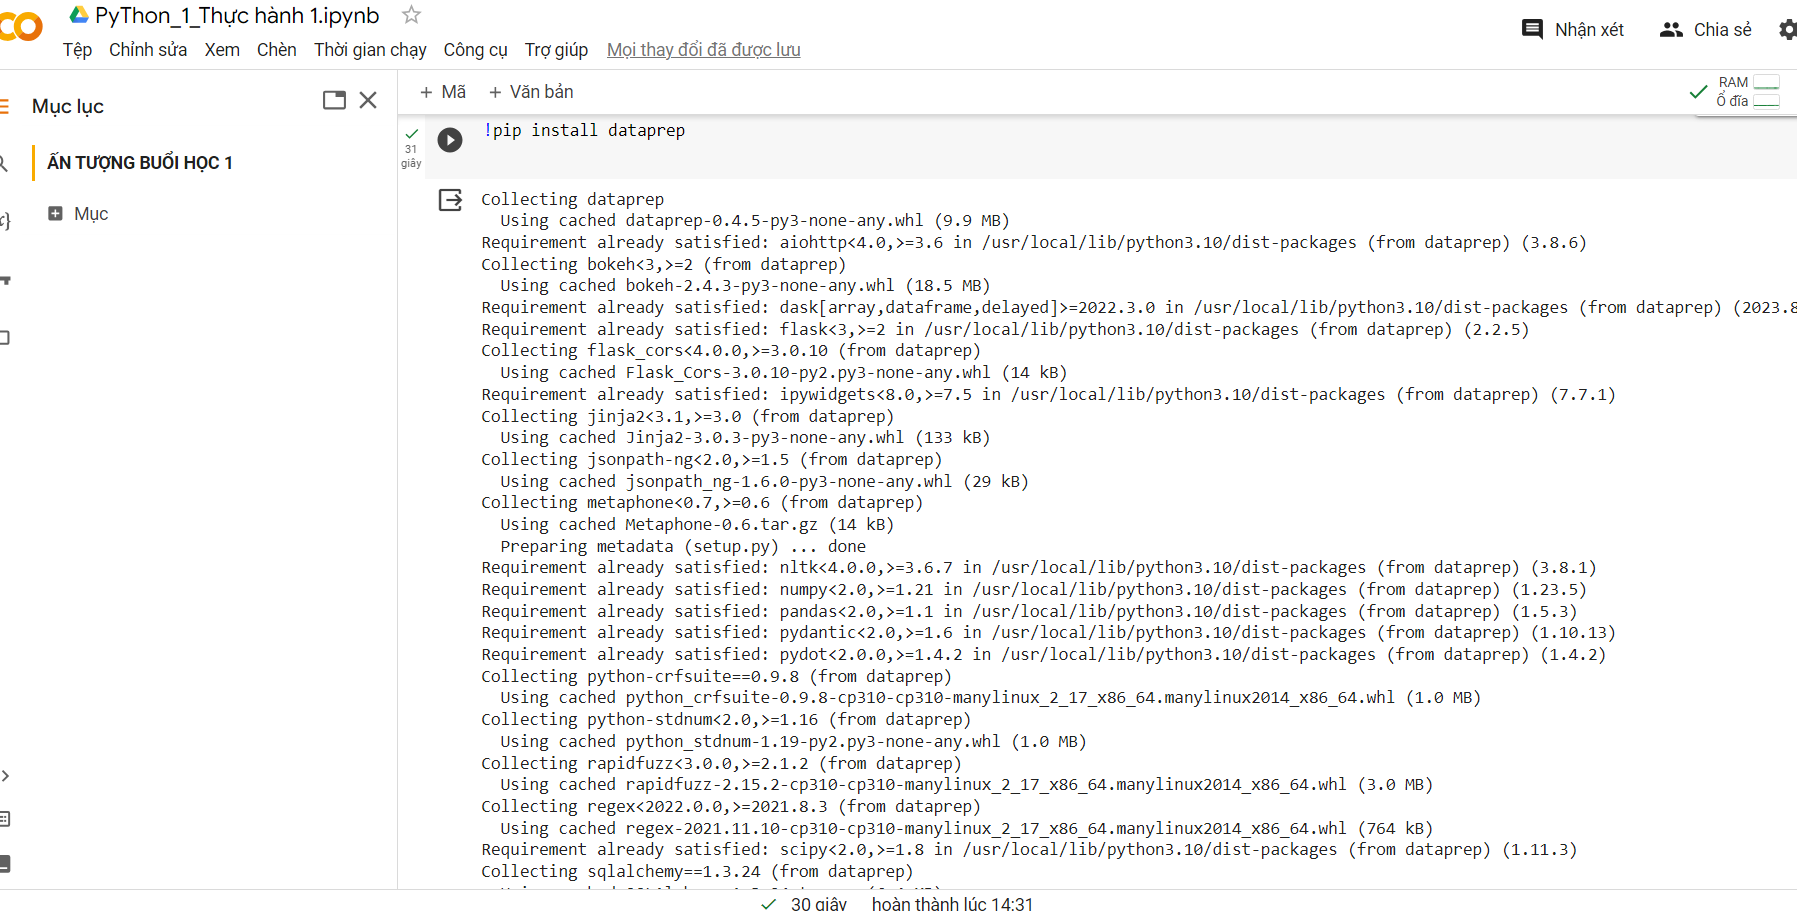 PyThon_1_Thực hành 1.ipynb
Tệp Chỉnh sửa Xem Chèn Thời gian chạy Công cụ Trợ giúp Mọi thay đổi đã được lưu
Nhận xét Chia sẻ
Mục lục
+ Mã + Văn bản
RAM
Ổ đĩa
ẤN TƯỢNG BUỔI HỌC 1
Mục
31
giây
!pip install dataprep
Collecting dataprep
Using cached dataprep-0.4.5-py3-none-any.whl (9.9 MB)
Requirement already satisfied: aiohttp<4.0,>=3.6 in /usr/local/lib/python3.10/dist-packages (from dataprep) (3.8.6)
Collecting bokeh<3,>=2 (from dataprep)
Using cached bokeh-2.4.3-py3-none-any.whl (18.5 MB)
Requirement already satisfied: dask[array,dataframe,delayed]>=2022.3.0 in /usr/local/lib/python3.10/dist-packages (from dataprep) (2023.8
Requirement already satisfied: flask<3,>=2 in /usr/local/lib/python3.10/dist-packages (from dataprep) (2.2.5)
Collecting flask_cors<4.0.0,>=3.0.10 (from dataprep)
Using cached Flask_Cors-3.0.10-py2.py3-none-any.whl (14 kB)
Requirement already satisfied: ipywidgets<8.0,>=7.5 in /usr/local/lib/python3.10/dist-packages (from dataprep) (7.7.1)
Collecting jinja2<3.1,>=3.0 (from dataprep)
Using cached Jinja2-3.0.3-py3-none-any.whl (133 kB)
Collecting jsonpath-ng<2.0,>=1.5 (from dataprep)
Using cached jsonpath_ng-1.6.0-py3-none-any.whl (29 kB)
Collecting metaphone<0.7,>=0.6 (from dataprep)
Using cached Metaphone-0.6.tar.gz (14 kB)
Preparing metadata (setup.py) ... done
Requirement already satisfied: nltk<4.0.0,>=3.6.7 in /usr/local/lib/python3.10/dist-packages (from dataprep) (3.8.1)
Requirement already satisfied: numpy<2.0,>=1.21 in /usr/local/lib/python3.10/dist-packages (from dataprep) (1.23.5)
Requirement already satisfied: pandas<2.0,>=1.1 in /usr/local/lib/python3.10/dist-packages (from dataprep) (1.5.3)
Requirement already satisfied: pydantic<2.0,>=1.6 in /usr/local/lib/python3.10/dist-packages (from dataprep) (1.10.13)
Requirement already satisfied: pydot<2.0.0,>=1.4.2 in /usr/local/lib/python3.10/dist-packages (from dataprep) (1.4.2)
Collecting python-crfsuite==0.9.8 (from dataprep)
Using cached python_crfsuite-0.9.8-cp310-cp310-manylinux_2_17_x86_64.manylinux2014_x86_64.whl (1.0 MB)
Collecting python-stdnum<2.0,>=1.16 (from dataprep)
Using cached python_stdnum-1.19-py2.py3-none-any.whl (1.0 MB)
Collecting rapidfuzz<3.0.0,>=2.1.2 (from dataprep)
Using cached rapidfuzz-2.15.2-cp310-cp310-manylinux_2_17_x86_64.manylinux2014_x86_64.whl (3.0 MB)
Collecting regex<2022.0.0,>=2021.8.3 (from dataprep)
Using cached regex-2021.11.10-cp310-cp310-manylinux_2_17_x86_64.manylinux2014_x86_64.whl (764 kB)
Requirement already satisfied: scipy<2.0,>=1.8 in /usr/local/lib/python3.10/dist-packages (from dataprep) (1.11.3)
Collecting sqlalchemy==1.3.24 (from dataprep)
30 giây hoàn thành lúc 14:31